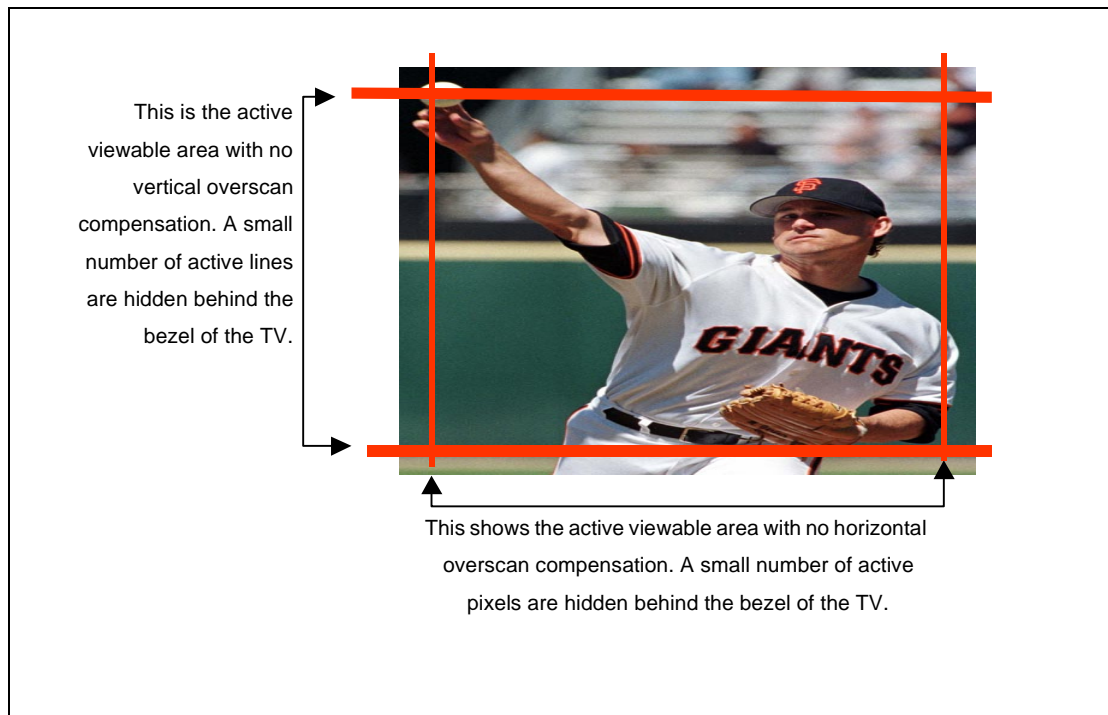 This is the active
viewable area with no
vertical overscan
compensation. A small
number of active lines
are hidden behind the
bezel of the TV.
SF
GIANTS
This shows the active viewable area with no horizontal
overscan compensation. A small number of active
pixels are hidden behind the bezel of the TV.